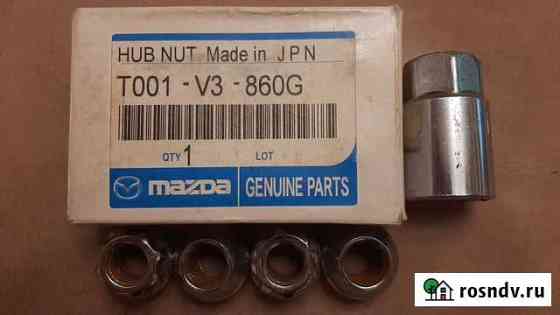 HUB NUT Made in JPN
T001 - V3 - 860G
QTY 1 LOT
mazda GENUINE PARTS
rosndv.ru